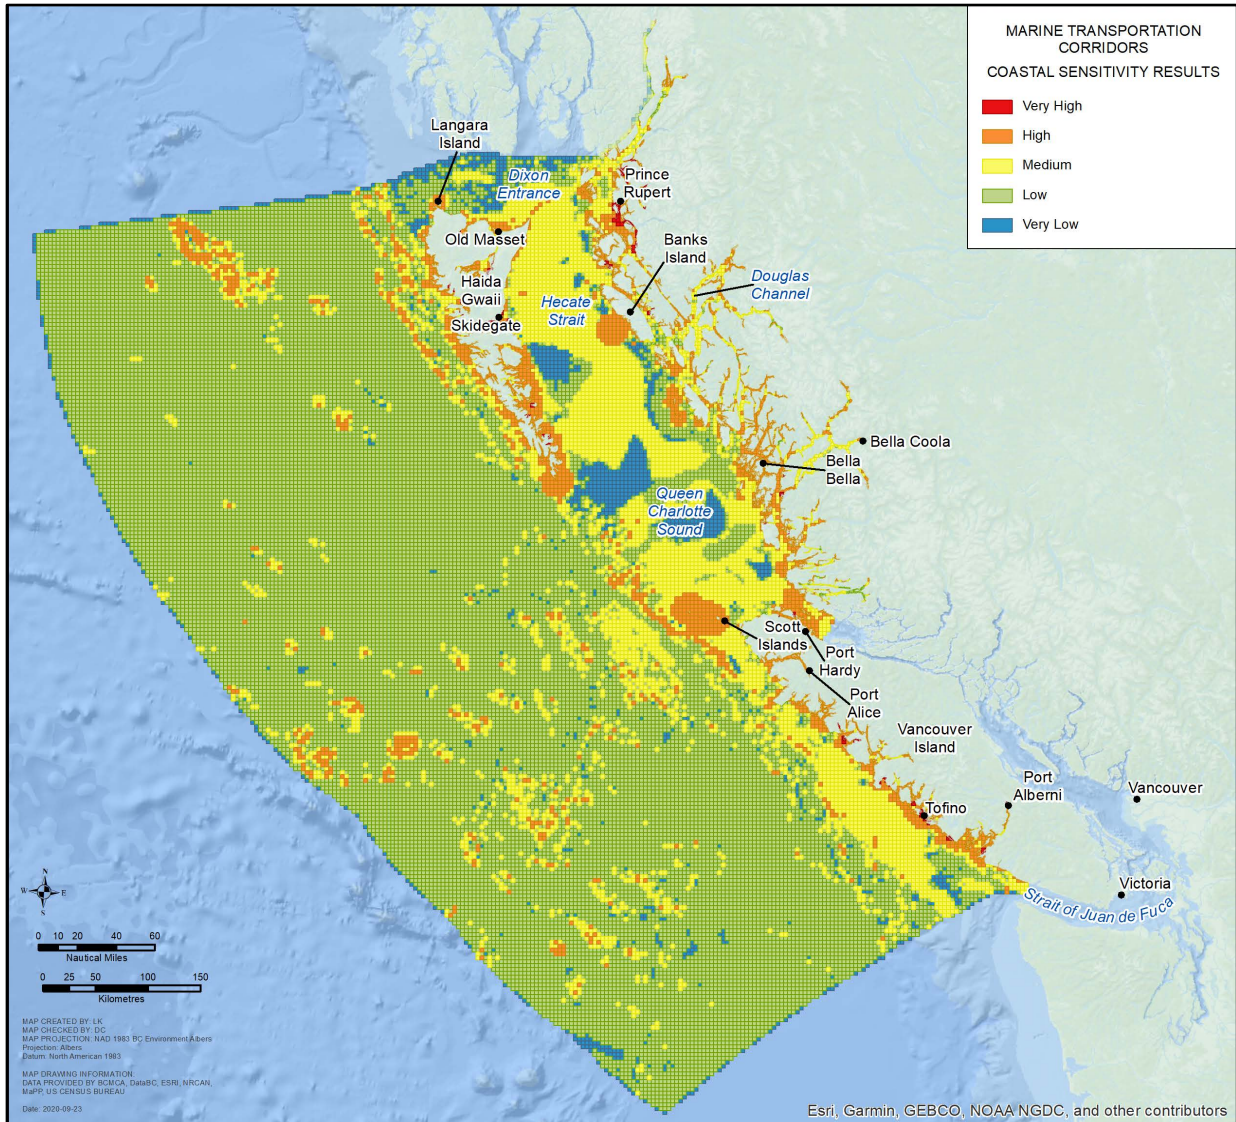 MARINE TRANSPORTATION
CORRIDORS
COASTAL SENSITIVITY RESULTS
Very High
High
Medium
Low
Very Low
Langara
Island
Dixon
Entrance
Prince
Rupert
Old Masset
Banks
Island
Haida
Gwaii
Hecate
Strait
Douglas
Channel
Skidegate
Bella Coola
Bella
Bella
Queen
Charlotte
Sound
Scott
Islands
Port
Hardy
Port
Alice
Vancouver
Island
Port
Alberni
Vancouver
Tofino
Victoria
Strait of Juan de Fuca
N
W E
S
0 10 20 40 60
Nautical Miles
0 25 50 100 150
Kilometres
MAP CREATED BY: LK
MAP CHECKED BY: DC
MAP PROJECTION: NAD 1983 BC Environment Albers
Projection: Albers
Datum: North American 1983
MAP DRAWING INFORMATION:
DATA PROVIDED BY BCMCA, DataBC, ESRI, NRCAN,
MaPP, US CENSUS BUREAU
Date: 2020-09-23
Esri, Garmin, GEBCO, NOAA NGDC, and other contributors